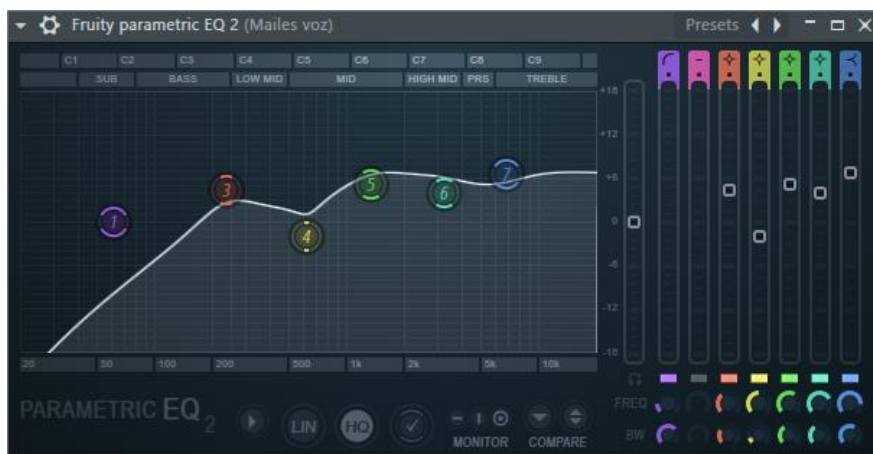 Fruity parametric EQ 2 (Mailes voz) Presets
C1 C2 C3 C4 C5 C6 C7 C8 C9
SUB BASS LOW MID MID HIGH MID PRS TREBLE
+18
+12
+6
0
-6
-12
-18
1 3 4 5 6 7
20 50 100 200 500 1k 2k 5k 10k
PARAMETRIC EQ 2
LIN HQ
MONITOR COMPARE
FREQ
BW